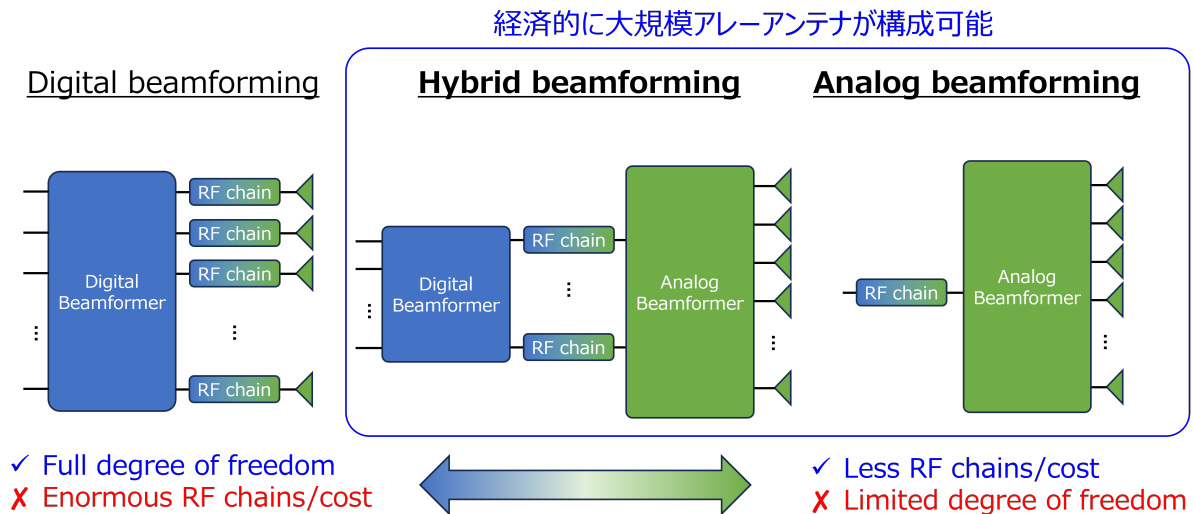 経済的に大規模アレーアンテナが構成可能
Digital beamforming
Hybrid beamforming
Analog beamforming
RF chain
RF chain
RF chain
Digital
Beamformer
...
...
RF chain
RF chain
Digital
Beamformer
...
...
RF chain
Analog
Beamformer
...
RF chain
Analog
Beamformer
...
✓ Full degree of freedom
✗ Enormous RF chains/cost
✓ Less RF chains/cost
✗ Limited degree of freedom